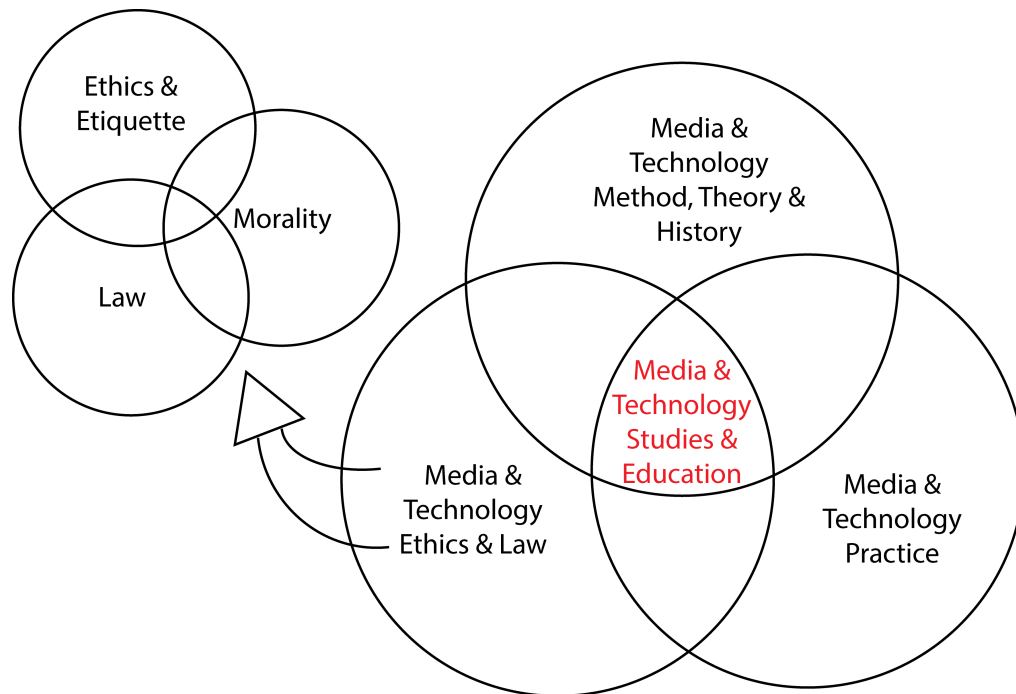 Ethics &
Etiquette
Morality
Law
Media &
Technology
Method, Theory &
History
Media &
Technology
Studies &
Education
Media &
Technology
Ethics & Law
Media &
Technology
Practice